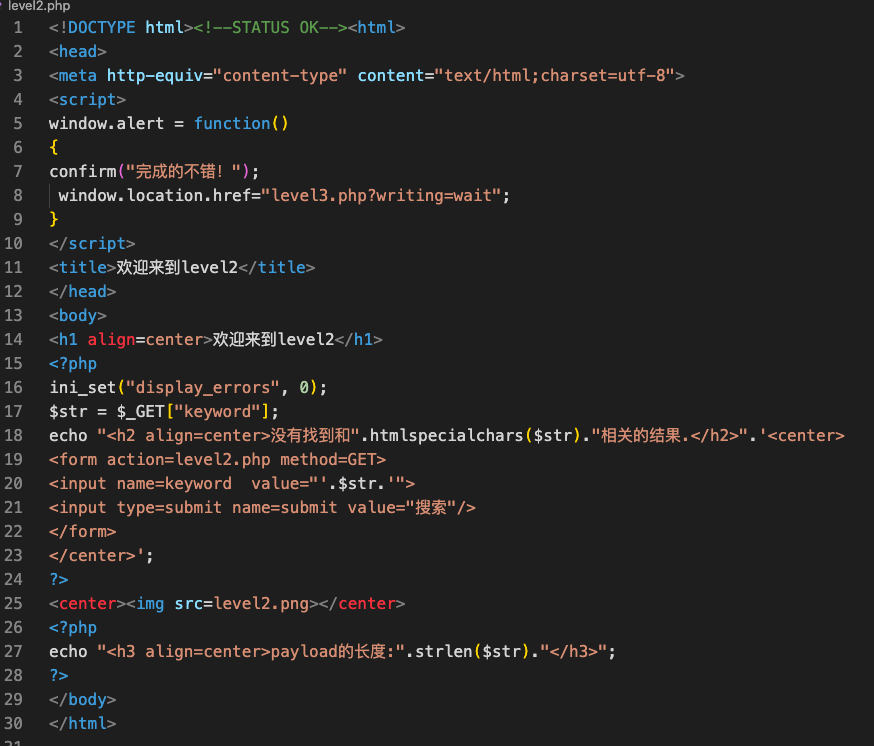 level2.php
1 <!DOCTYPE html><!--STATUS OK--><html>
2 <head>
3 <meta http-equiv="content-type" content="text/html;charset=utf-8">
4 <script>
5 window.alert = function()
6 {
7 confirm("完成的不错！");
8  window.location.href="level3.php?writing=wait";
9 }
10 </script>
11 <title>欢迎来到level2</title>
12 </head>
13 <body>
14 <h1 align=center>欢迎来到level2</h1>
15 <?php
16 ini_set("display_errors", 0);
17 $str = $_GET["keyword"];
18 echo "<h2 align=center>没有找到和".htmlspecialchars($str)."相关的结果.</h2>".'<center>
19 <form action=level2.php method=GET>
20 <input name=keyword  value="'.$str.'">
21 <input type=submit name=submit value="搜索"/>
22 </form>
23 </center>';
24 ?>
25 <center><img src=level2.png></center>
26 <?php
27 echo "<h3 align=center>payload的长度:".strlen($str)."</h3>";
28 ?>
29 </body>
30 </html>
31